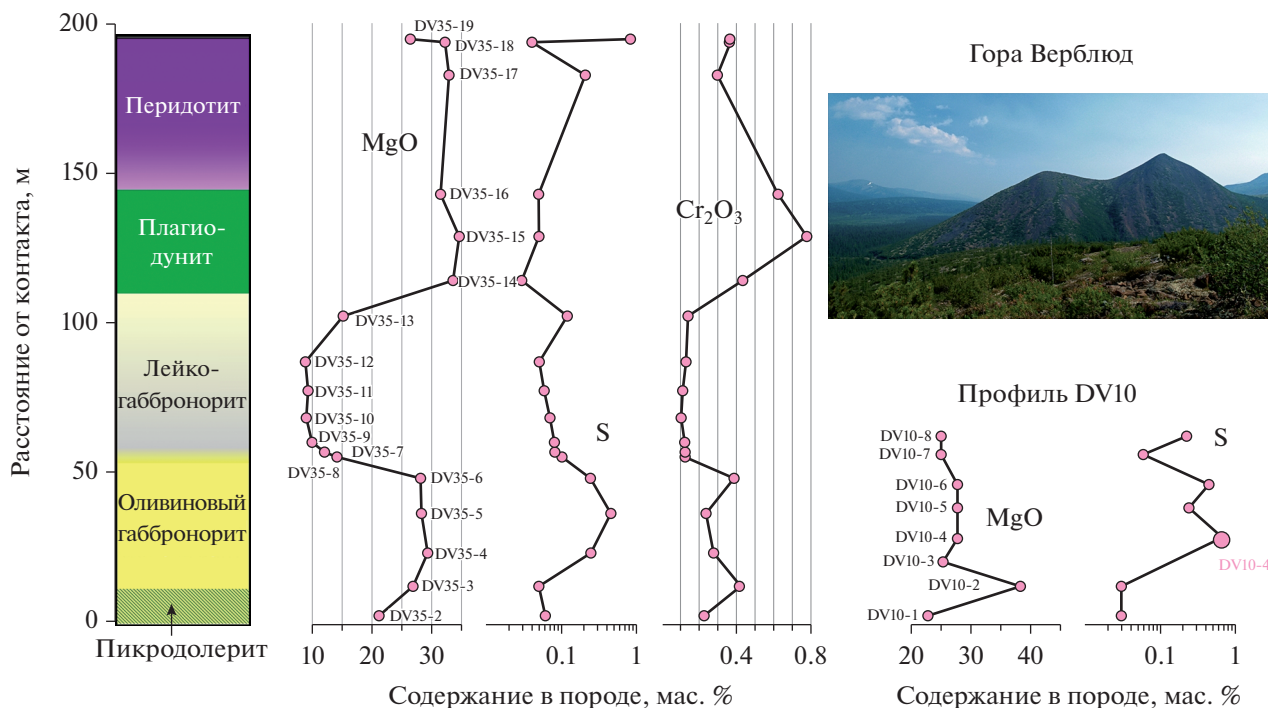 200
150
100
50
0
Расстояние от контакта, м
Перидотит
Плагио-
дунит
Лейко-
габбронорит
Оливиновый
габбронорит
Пикродолерит
DV35-19
DV35-18
DV35-17
MgO
DV35-16
DV35-15
DV35-14
DV35-13
DV35-12
DV35-11
DV35-10
DV35-9
DV35-7
DV35-8
DV35-6
DV35-5
DV35-4
DV35-3
DV35-2
10 20 30
S
0.1 1
Cr₂O₃
0.4 0.8
Содержание в породе, мас. %
Гора Верблюд
Профиль DV10
DV10-8
DV10-7
DV10-6
DV10-5
MgO
DV10-4
DV10-3
DV10-2
DV10-1
20 30 40
S
DV10-4
0.1 1
Содержание в породе, мас. %